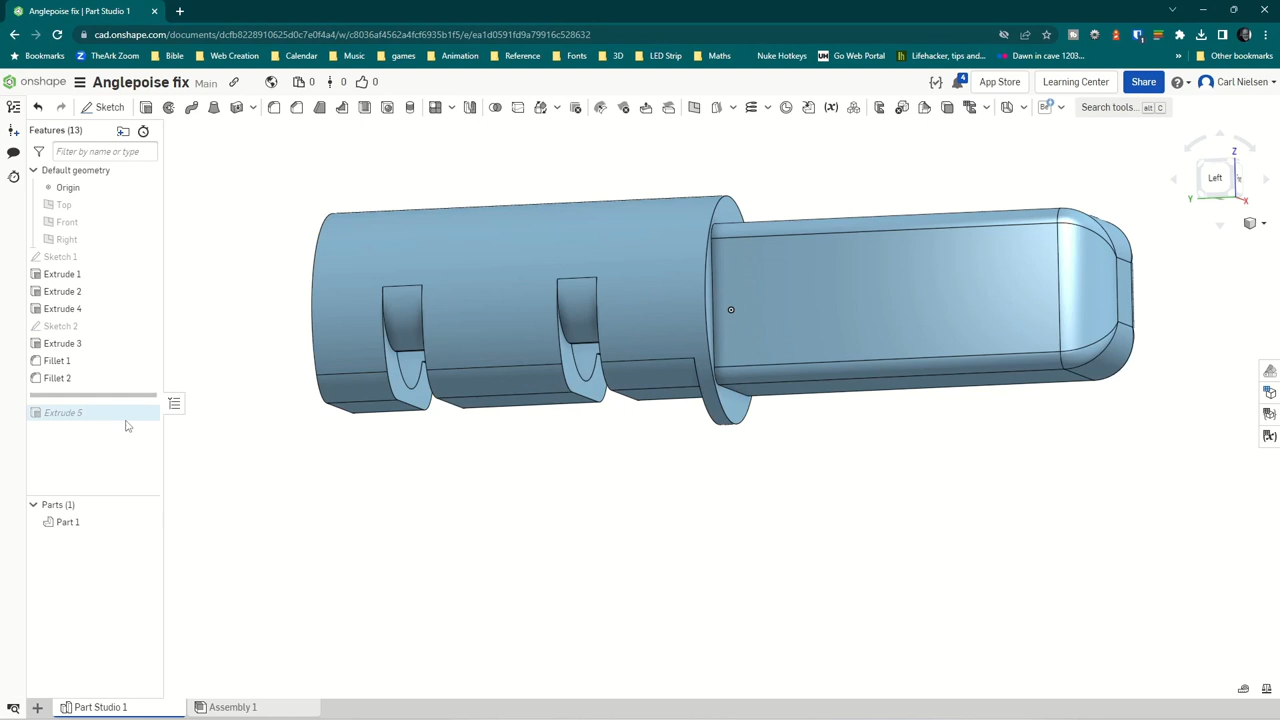 Anglepoise fix | Part Studio 1
cad.onshape.com/documents/dcfb8228910625d0c7e0f4a4/w/c8036af4562a4fcf6935b1f5/e/ea1d0591fd9a79916c528632
Bookmarks TheArk Zoom Bible Web Creation Calendar Music games Animation Reference Fonts 3D LED Strip Maths Nuke Hotkeys Go Web Portal Lifehacker, tips and... Dawn in cave 1203... » Other bookmarks
onshape Anglepoise fix Main 0 0 0 4 App Store Learning Center Share Carl Nielsen
Sketch Search tools... alt C
Features (13)
Filter by name or type
Default geometry
Origin
Top
Front
Right
Sketch 1
Extrude 1
Extrude 2
Extrude 4
Sketch 2
Extrude 3
Fillet 1
Fillet 2
Extrude 5
Parts (1)
Part 1
Z
Left
Y
X
Part Studio 1 Assembly 1